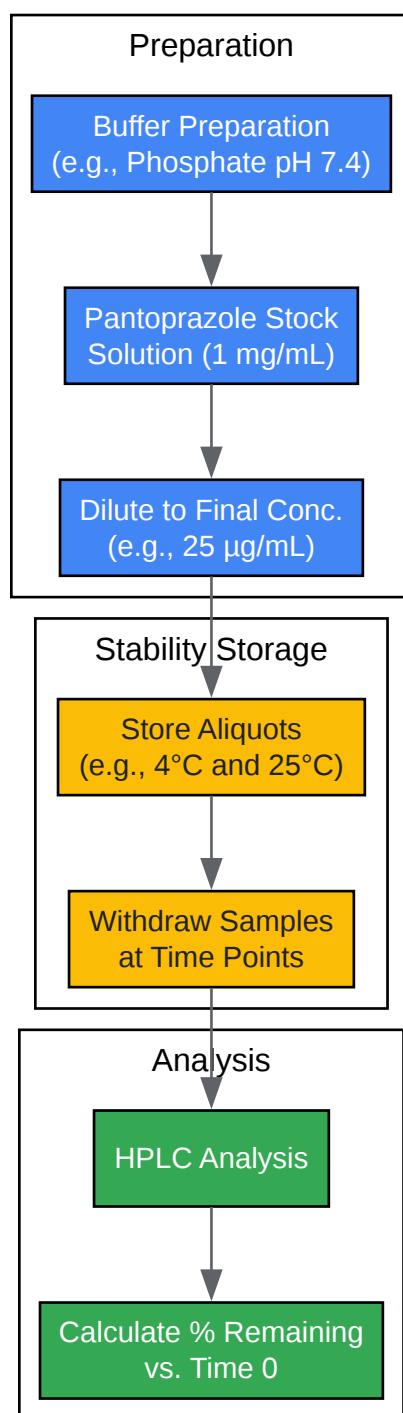 Preparation
Buffer Preparation
(e.g., Phosphate pH 7.4)
Pantoprazole Stock
Solution (1 mg/mL)
Dilute to Final Conc.
(e.g., 25 µg/mL)
Stability Storage
Store Aliquots
(e.g., 4°C and 25°C)
Withdraw Samples
at Time Points
Analysis
HPLC Analysis
Calculate % Remaining
vs. Time 0